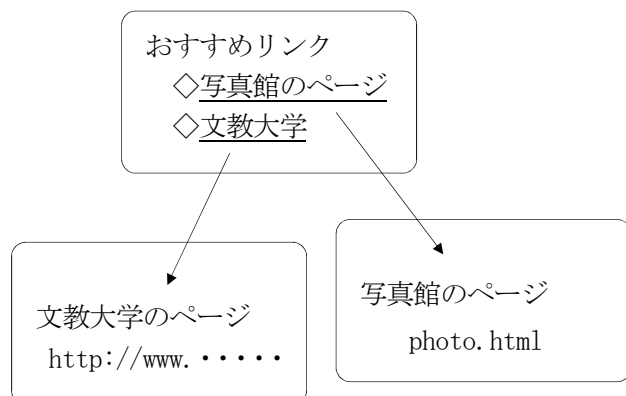 おすすめリンク
◇写真館のページ
◇文教大学
文教大学のページ
http://www.・・・・・
写真館のページ
photo.html